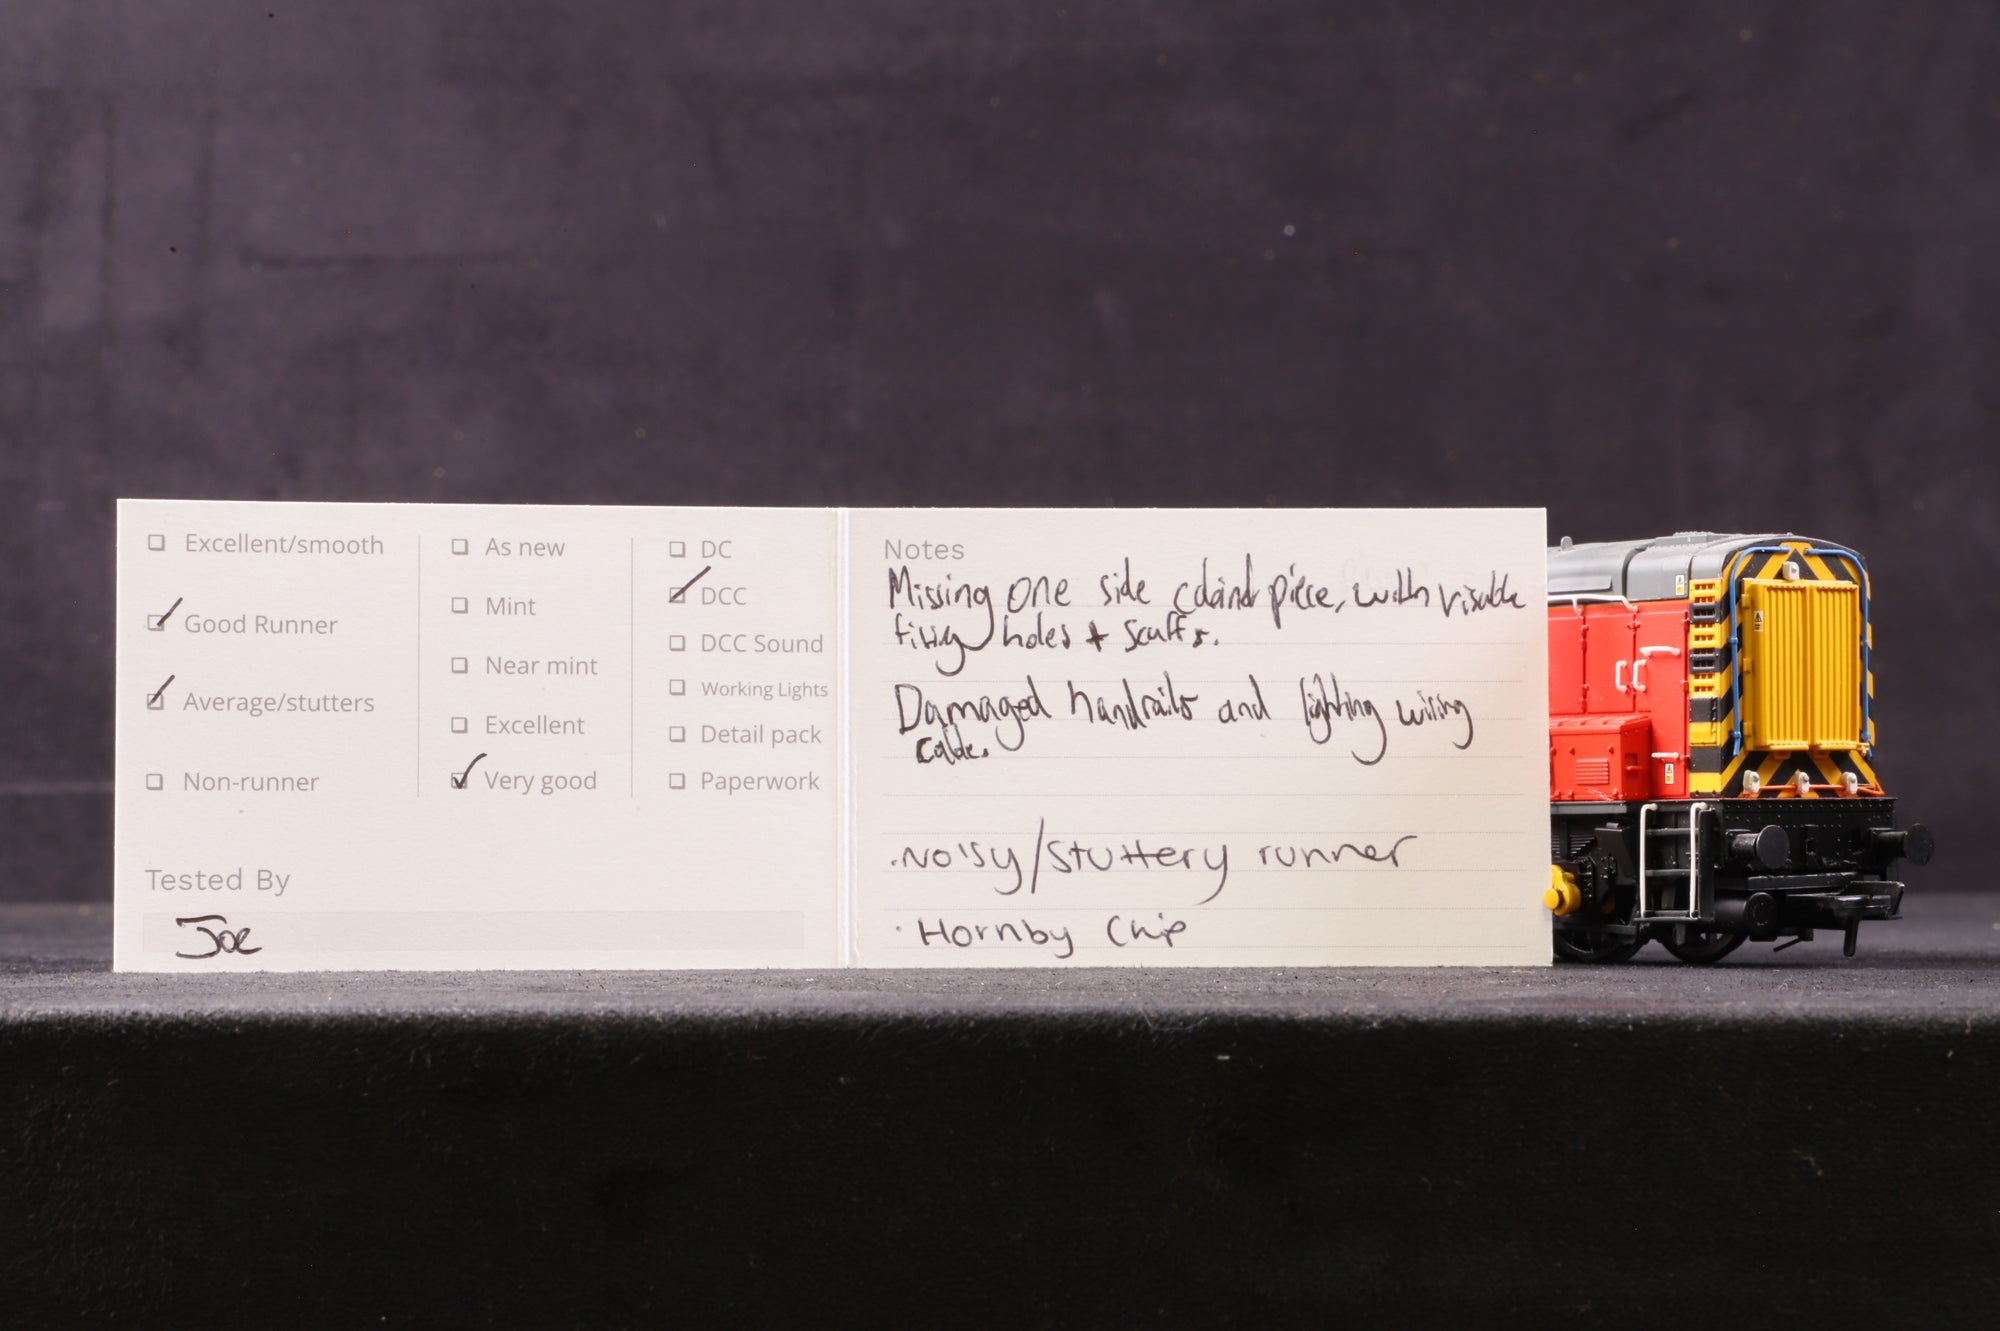 Excellent/smooth
Good Runner
Average/stutters
Non-runner
As new
Mint
Near mint
Excellent
Very good
DC
DCC
DCC Sound
Working Lights
Detail pack
Paperwork
Tested By
Joe
Notes
Missing one side piece, with visible
fixing holes + scuffs.
Damaged handrails and lighting wiring
cable.
·Noisy/stuttery runner
·Hornby Chip